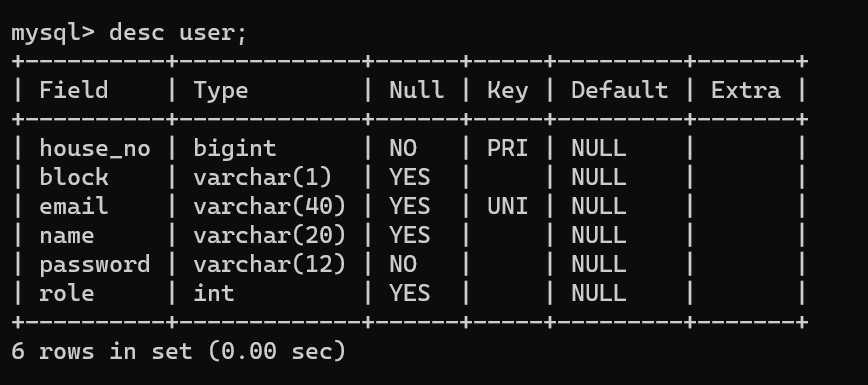 mysql> desc user;
+----------+-------------+------+-----+---------+-------+
| Field    | Type        | Null | Key | Default | Extra |
+----------+-------------+------+-----+---------+-------+
| house_no | bigint      | NO   | PRI | NULL    |       |
| block    | varchar(1)  | YES  |     | NULL    |       |
| email    | varchar(40) | YES  | UNI | NULL    |       |
| name     | varchar(20) | YES  |     | NULL    |       |
| password | varchar(12) | NO   |     | NULL    |       |
| role     | int         | YES  |     | NULL    |       |
+----------+-------------+------+-----+---------+-------+
6 rows in set (0.00 sec)